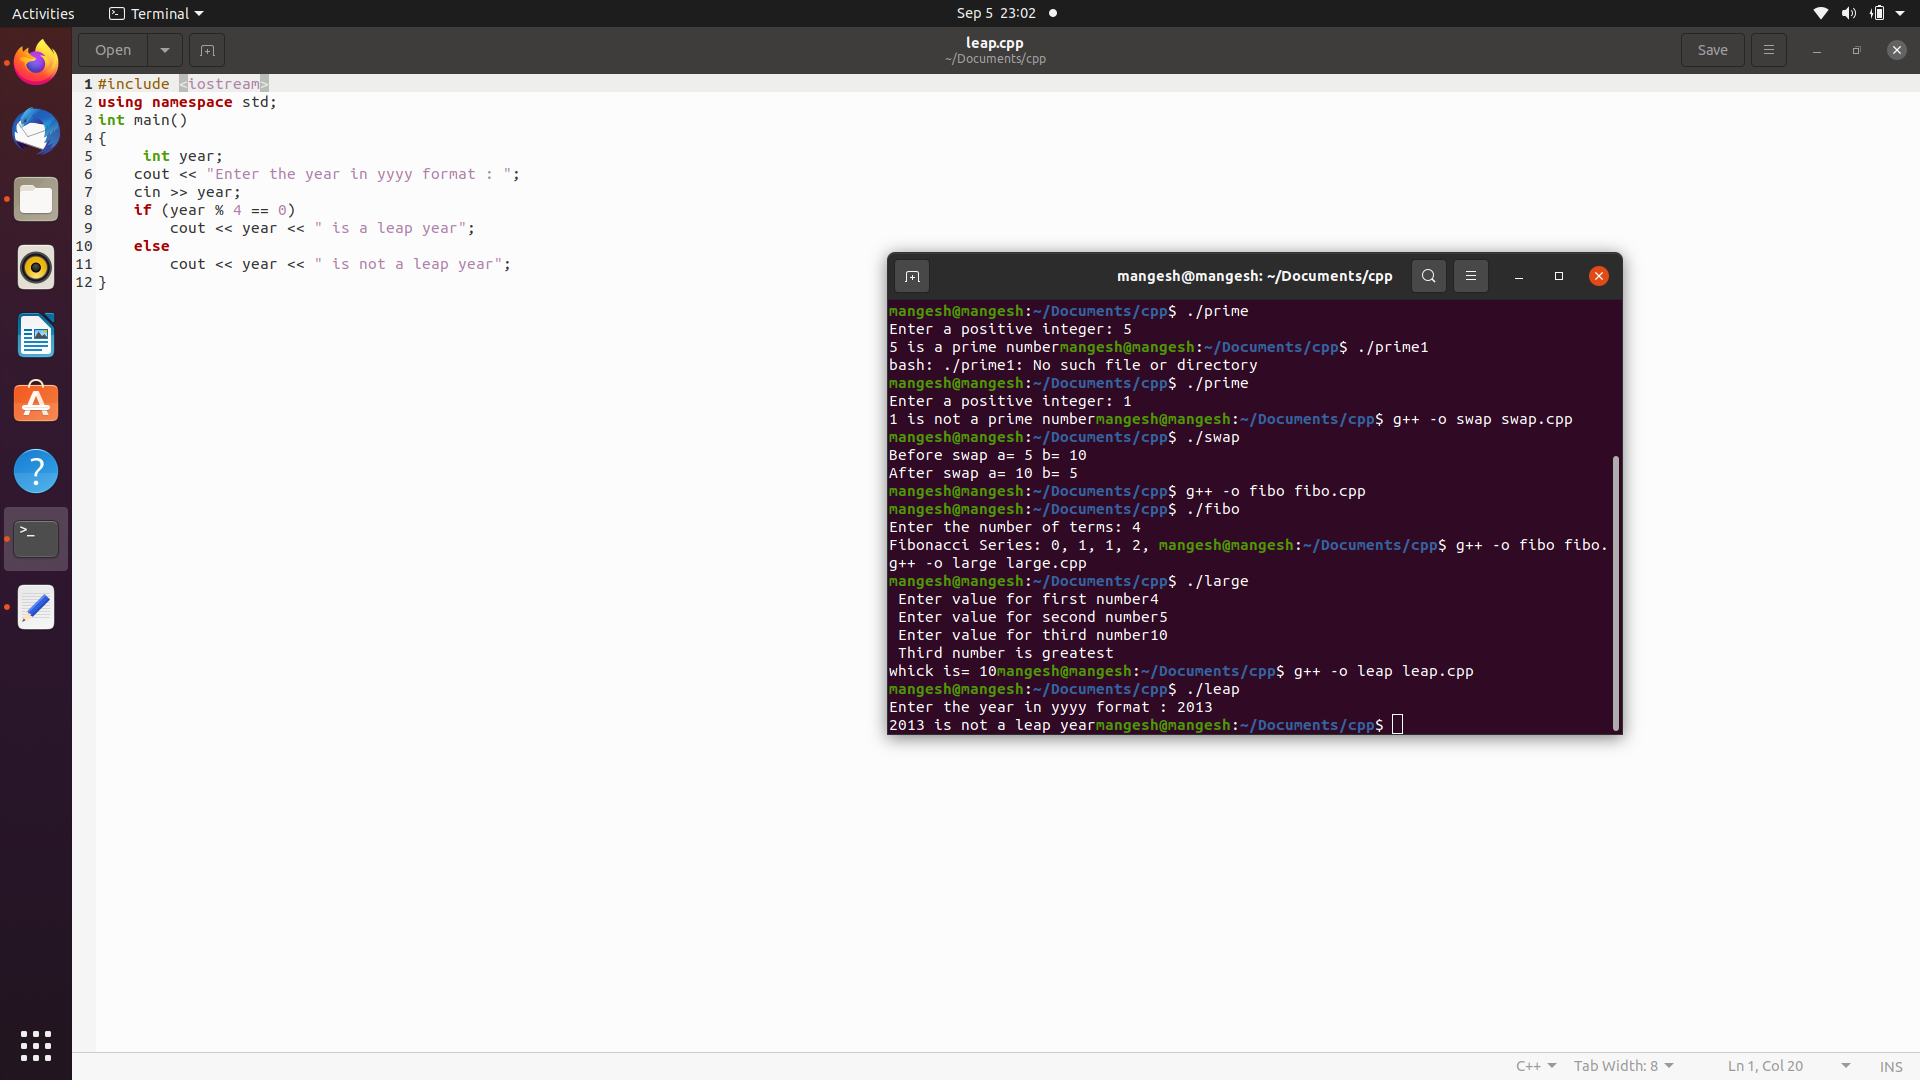 Activities
Terminal
Sep 5 23:02
Open
leap.cpp
~/Documents/cpp
Save
1 #include <iostream>
2 using namespace std;
3 int main()
4 {
5      int year;
6     cout << "Enter the year in yyyy format : ";
7     cin >> year;
8     if (year % 4 == 0)
9         cout << year << " is a leap year";
10     else
11         cout << year << " is not a leap year";
12 }
mangesh@mangesh: ~/Documents/cpp
mangesh@mangesh:~/Documents/cpp$ ./prime
Enter a positive integer: 5
5 is a prime numbermangesh@mangesh:~/Documents/cpp$ ./prime1
bash: ./prime1: No such file or directory
mangesh@mangesh:~/Documents/cpp$ ./prime
Enter a positive integer: 1
1 is not a prime numbermangesh@mangesh:~/Documents/cpp$ g++ -o swap swap.cpp
mangesh@mangesh:~/Documents/cpp$ ./swap
Before swap a= 5 b= 10
After swap a= 10 b= 5
mangesh@mangesh:~/Documents/cpp$ g++ -o fibo fibo.cpp
mangesh@mangesh:~/Documents/cpp$ ./fibo
Enter the number of terms: 4
Fibonacci Series: 0, 1, 1, 2, mangesh@mangesh:~/Documents/cpp$ g++ -o fibo fibo.
g++ -o large large.cpp
mangesh@mangesh:~/Documents/cpp$ ./large
 Enter value for first number4
 Enter value for second number5
 Enter value for third number10
 Third number is greatest
whick is= 10mangesh@mangesh:~/Documents/cpp$ g++ -o leap leap.cpp
mangesh@mangesh:~/Documents/cpp$ ./leap
Enter the year in yyyy format : 2013
2013 is not a leap yearmangesh@mangesh:~/Documents/cpp$
C++
Tab Width: 8
Ln 1, Col 20
INS